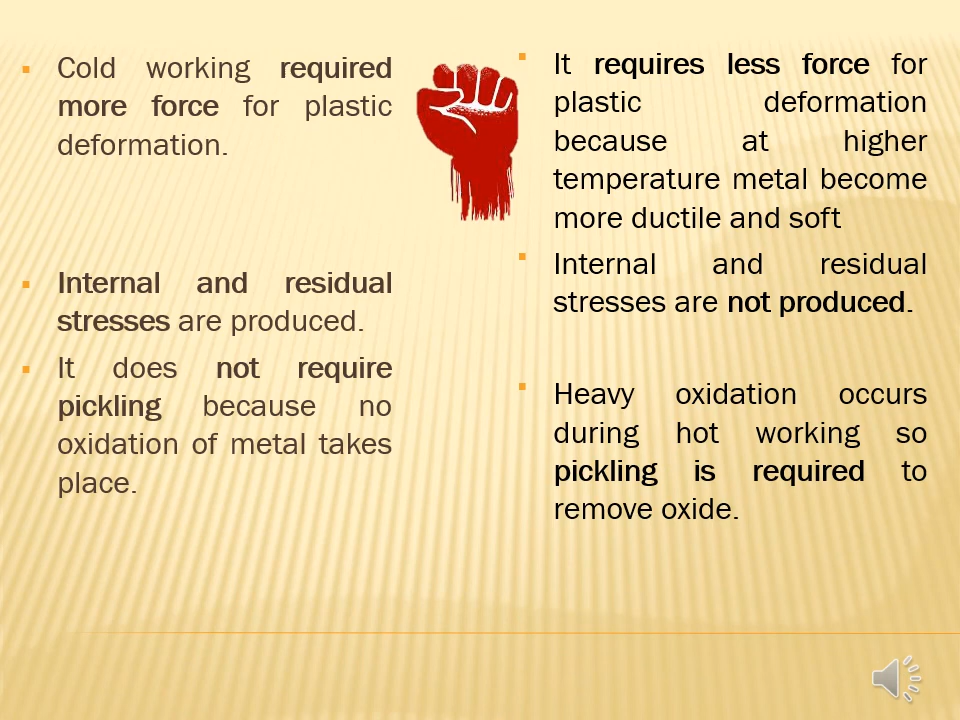 Cold working required
more force for plastic
deformation.
Internal and residual
stresses are produced.
It does not require
pickling because no
oxidation of metal takes
place.
It requires less force for
plastic deformation
because at higher
temperature metal become
more ductile and soft
Internal and residual
stresses are not produced.
Heavy oxidation occurs
during hot working so
pickling is required to
remove oxide.